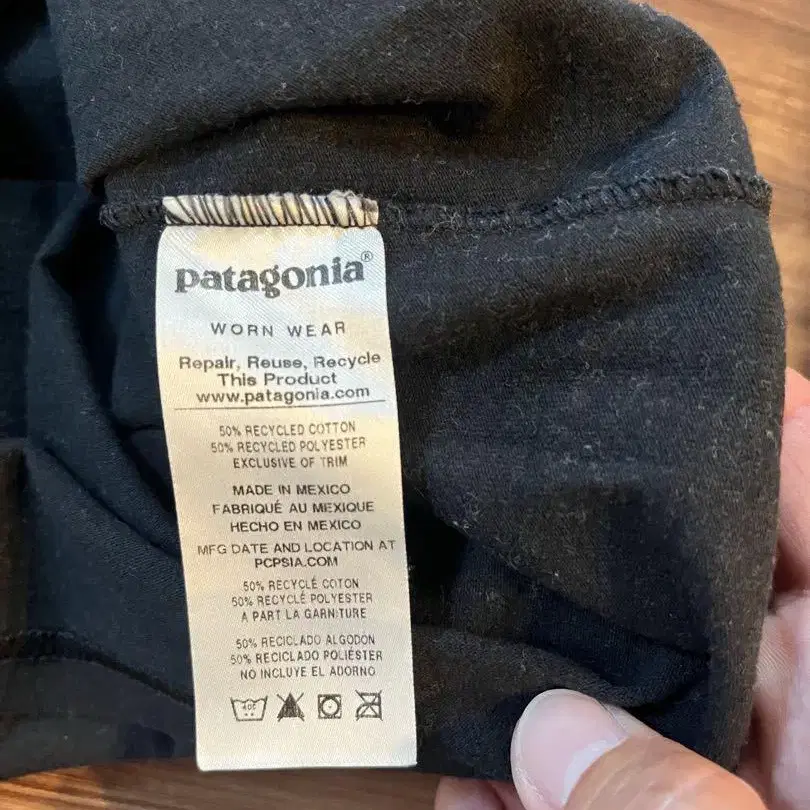 patagonia®
WORN WEAR
Repair, Reuse, Recycle
This Product
www.patagonia.com
50% RECYCLED COTTON
50% RECYCLED POLYESTER
EXCLUSIVE OF TRIM
MADE IN MEXICO
FABRIQUÉ AU MEXIQUE
HECHO EN MEXICO
MFG DATE AND LOCATION AT
PCPSIA.COM
50% RECYCLÉ COTON
50% RECYCLÉ POLYESTER
A PART LA GARNITURE
50% RECICLADO ALGODON
50% RECICLADO POLIÉSTER
NO INCLUYE EL ADORNO
40C